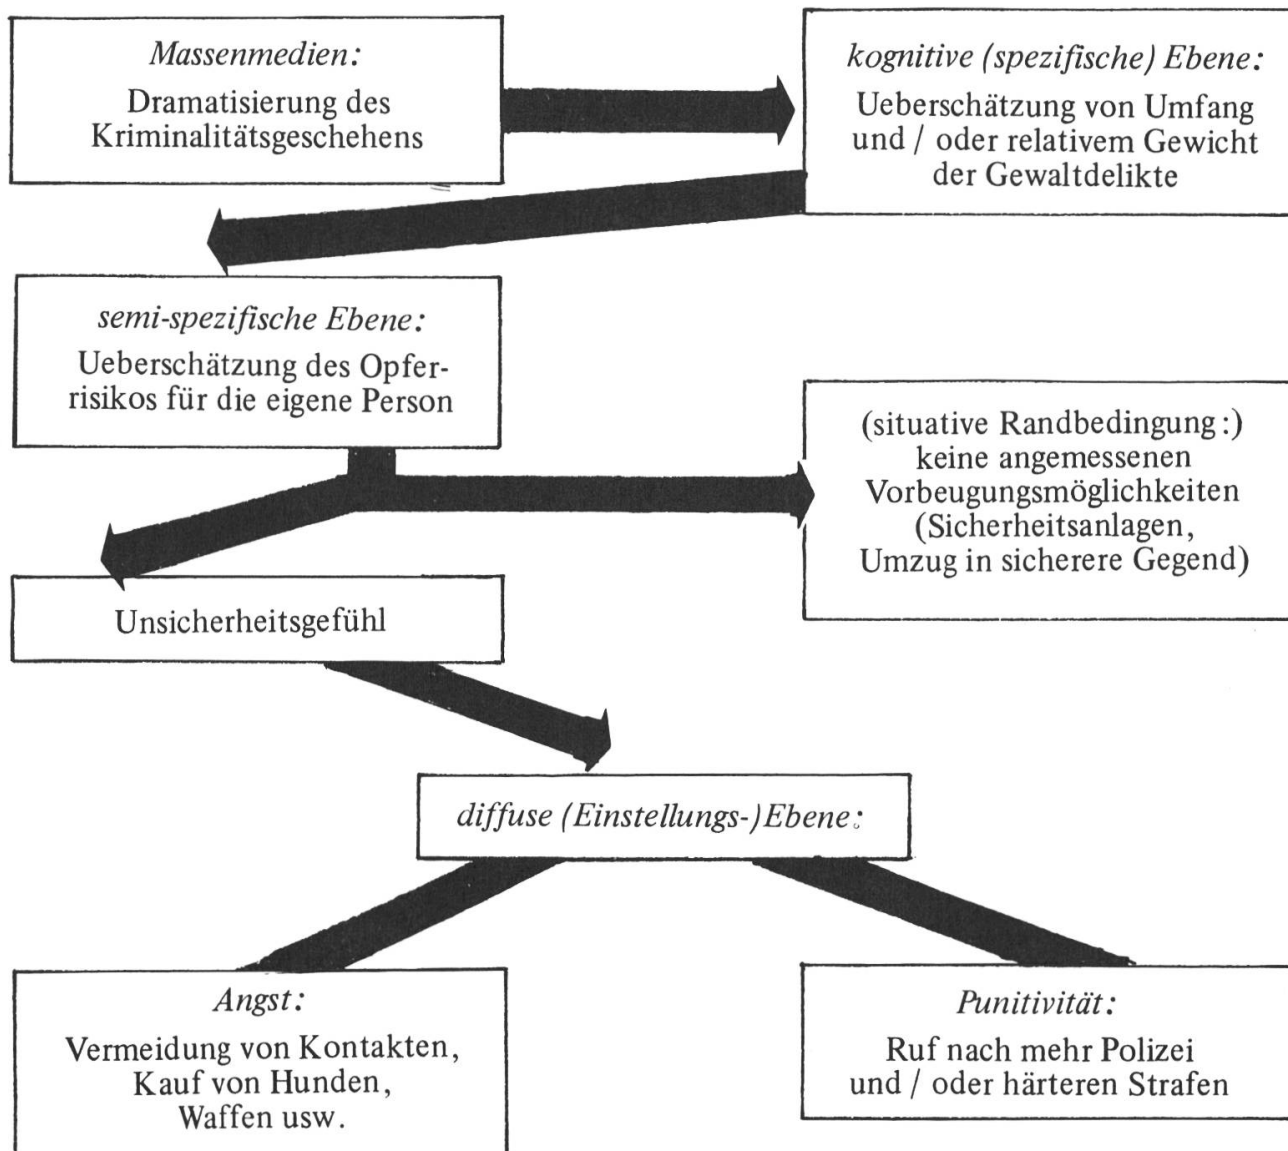 Massenmedien:
Dramatisierung des
Kriminalitätsgeschehens
kognitive (spezifische) Ebene:
Ueberschätzung von Umfang
und / oder relativem Gewicht
der Gewaltdelikte
semi-spezifische Ebene:
Ueberschätzung des Opfer-
risikos für die eigene Person
(situative Randbedingung:)
keine angemessenen
Vorbeugungsmöglichkeiten
(Sicherheitsanlagen,
Umzug in sicherere Gegend)
Unsicherheitsgefühl
diffuse (Einstellungs-)Ebene:
Angst:
Vermeidung von Kontakten,
Kauf von Hunden,
Waffen usw.
Punitivität:
Ruf nach mehr Polizei
und / oder härteren Strafen